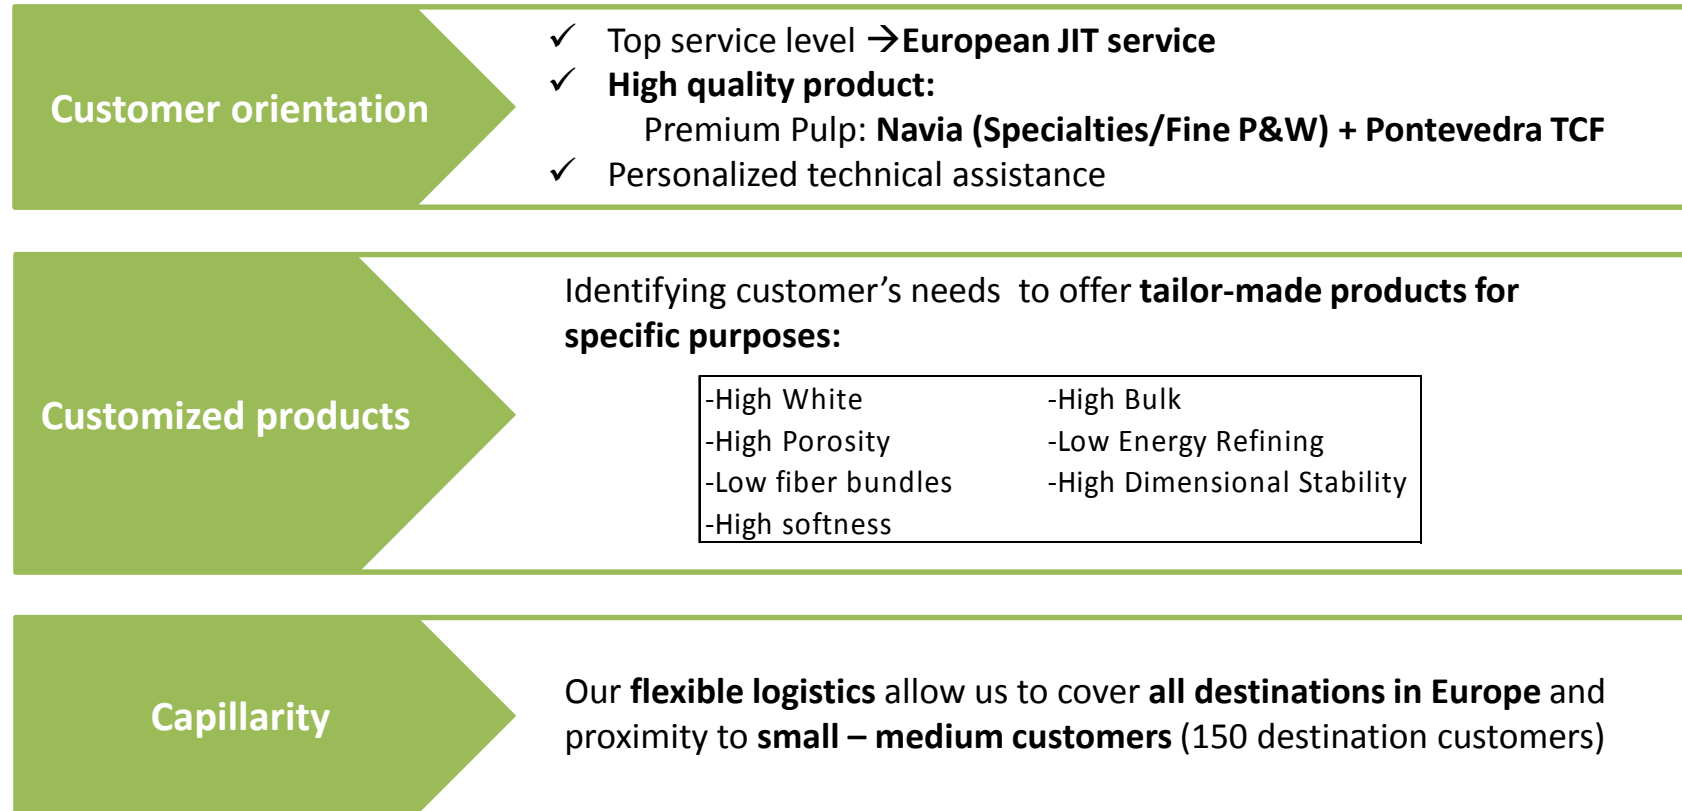 Customer orientation
✓ Top service level →European JIT service
✓ High quality product:
Premium Pulp: Navia (Specialties/Fine P&W) + Pontevedra TCF
✓ Personalized technical assistance
Customized products
Identifying customer’s needs  to offer tailor-made products for
specific purposes:
-High White -High Bulk
-High Porosity -Low Energy Refining
-Low fiber bundles -High Dimensional Stability
-High softness
Capillarity
Our flexible logistics allow us to cover all destinations in Europe and
proximity to small – medium customers (150 destination customers)